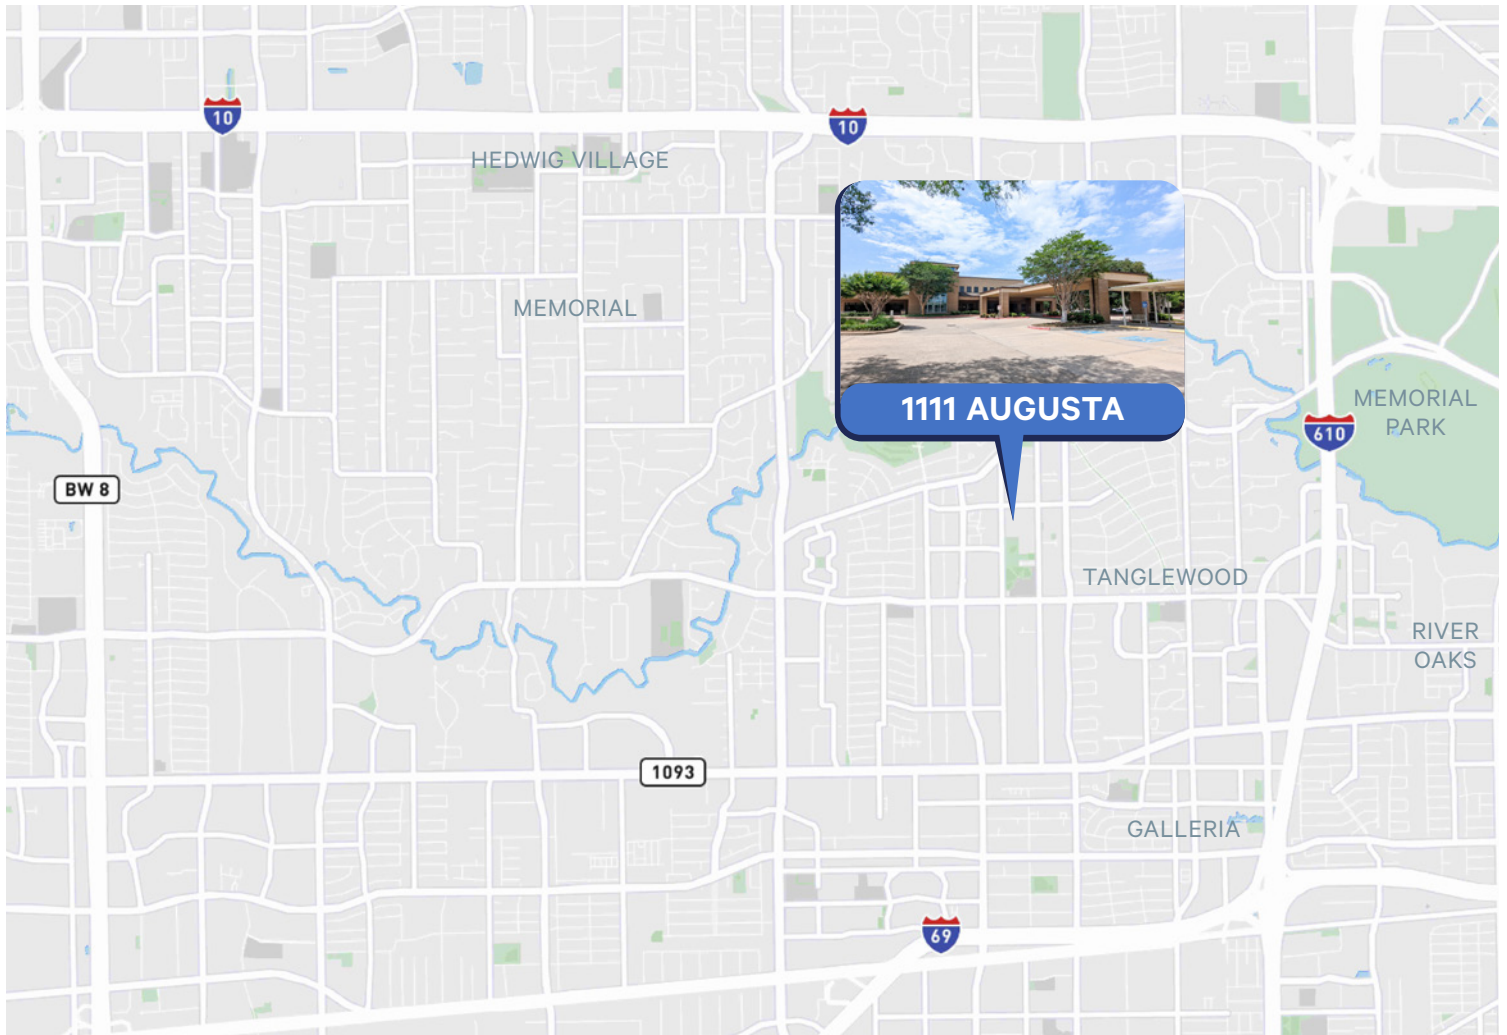 10
10
HEDWIG VILLAGE
MEMORIAL
1111 AUGUSTA
MEMORIAL
PARK
610
BW 8
TANGLEWOOD
RIVER
OAKS
1093
GALLERIA
69